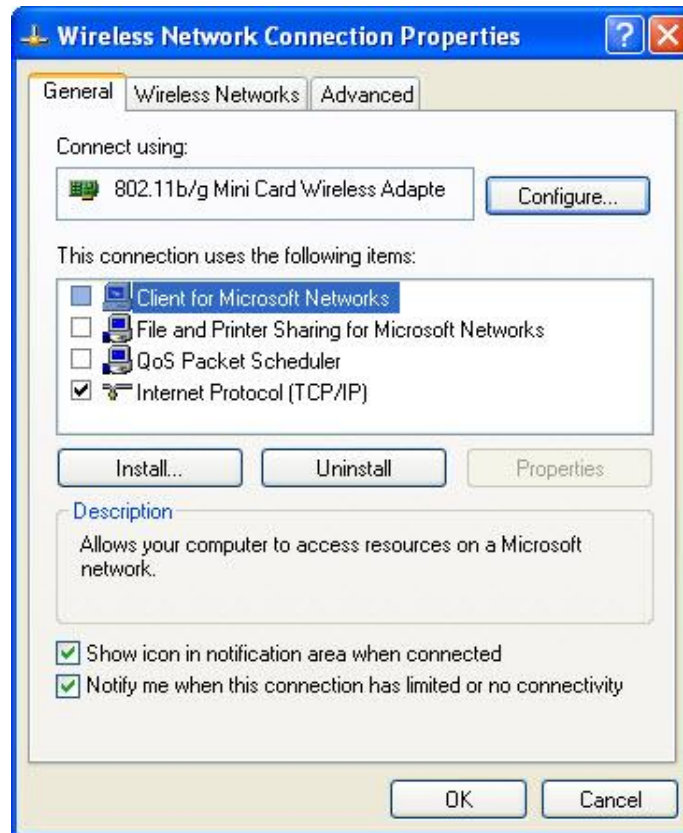 Wireless Network Connection Properties
General
Wireless Networks
Advanced
Connect using:
802.11b/g Mini Card Wireless Adapte
Configure...
This connection uses the following items:
Client for Microsoft Networks
File and Printer Sharing for Microsoft Networks
QoS Packet Scheduler
Internet Protocol (TCP/IP)
Install...
Uninstall
Properties
Description
Allows your computer to access resources on a Microsoft
network.
Show icon in notification area when connected
Notify me when this connection has limited or no connectivity
OK
Cancel